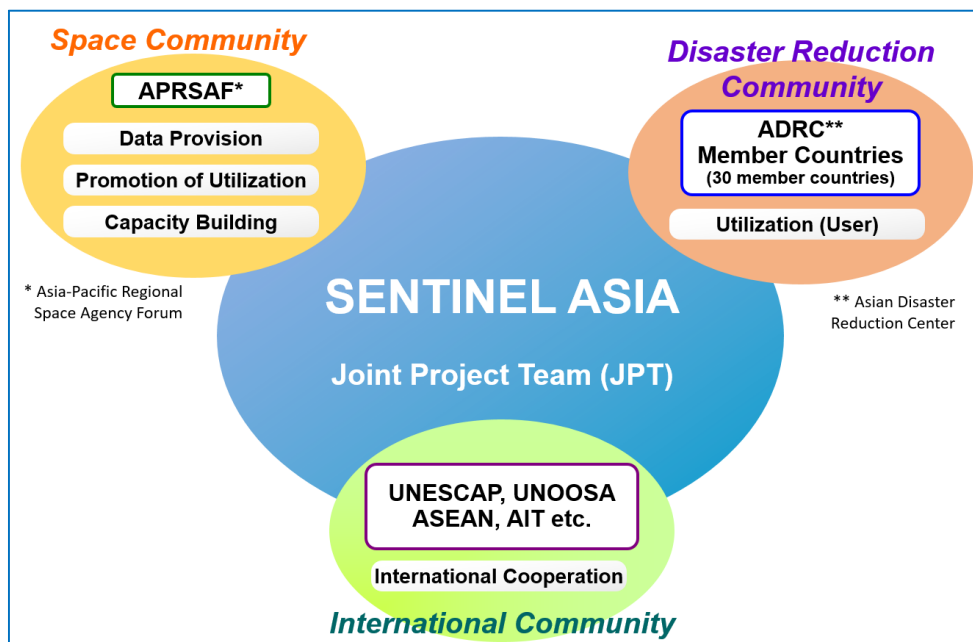 Space Community
APRSAF*
Data Provision
Promotion of Utilization
Capacity Building
* Asia-Pacific Regional
Space Agency Forum
Disaster Reduction
Community
ADRC**
Member Countries
(30 member countries)
Utilization (User)
** Asian Disaster
Reduction Center
SENTINEL ASIA
Joint Project Team (JPT)
UNESCAP, UNOOSA
ASEAN, AIT etc.
International Cooperation
International Community